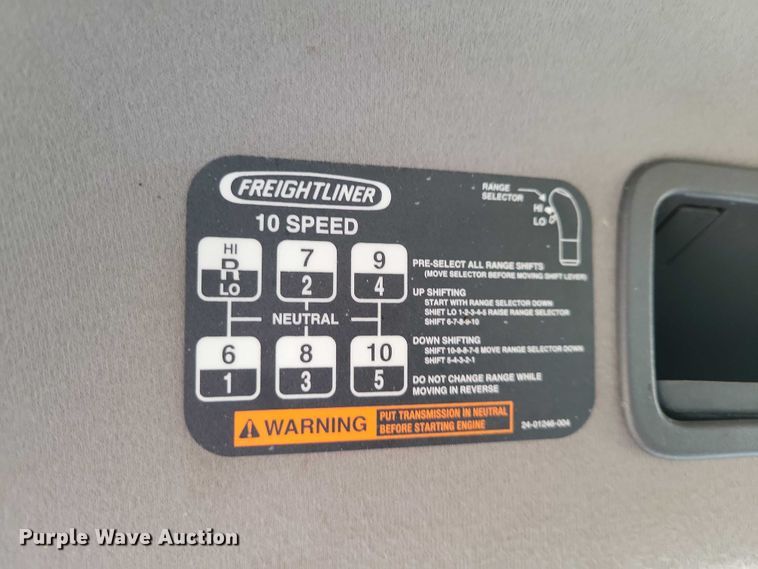 FREIGHTLINER
10 SPEED
RANGE
SELECTOR
HI
LO
HI
R
LO
7
2
9
4
NEUTRAL
6
1
8
3
10
5
PRE-SELECT ALL RANGE SHIFTS
(MOVE SELECTOR BEFORE MOVING SHIFT LEVER)
UP SHIFTING
START WITH RANGE SELECTOR DOWN
SHIFT LO 1-2-3-4-5 RAISE RANGE SELECTOR
SHIFT 6-7-8-9-10
DOWN SHIFTING
SHIFT 10-9-8-7-6 MOVE RANGE SELECTOR DOWN
SHIFT 5-4-3-2-1
DO NOT CHANGE RANGE WHILE
MOVING IN REVERSE
WARNING
PUT TRANSMISSION IN NEUTRAL
BEFORE STARTING ENGINE
24-01246-004
Purple Wave Auction